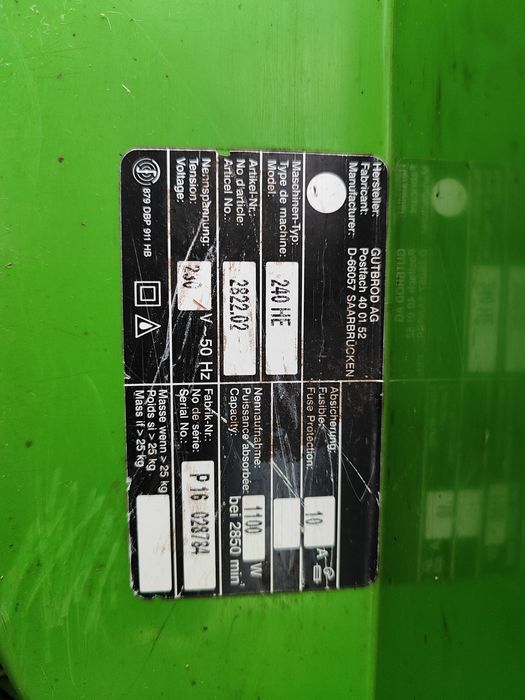 Hersteller: GUTBROD AG
Fabricant: Postfach 40 01 52
Manufacturer: D-66057 SAARBRÜCKEN
Maschinen-Typ:
Type de machine: 240 HE
Model:
Artikel-Nr.:
No d'article: 2822.02
Articel No.:
Nennspannung:
Tension: 230 V~50 Hz
Voltage:
879 DBP 911 HB
Absicherung:
Fusible: 10 A
Fuse Protection:
Nennaufnahme:
Puissance absorbée: 1100 W
Capacity: bei 2850 min
Fabrik-Nr.:
No de série: P16 028784
Serial No.:
Masse wenn > 25 kg
Poids si > 25 kg
Mass if > 25 kg